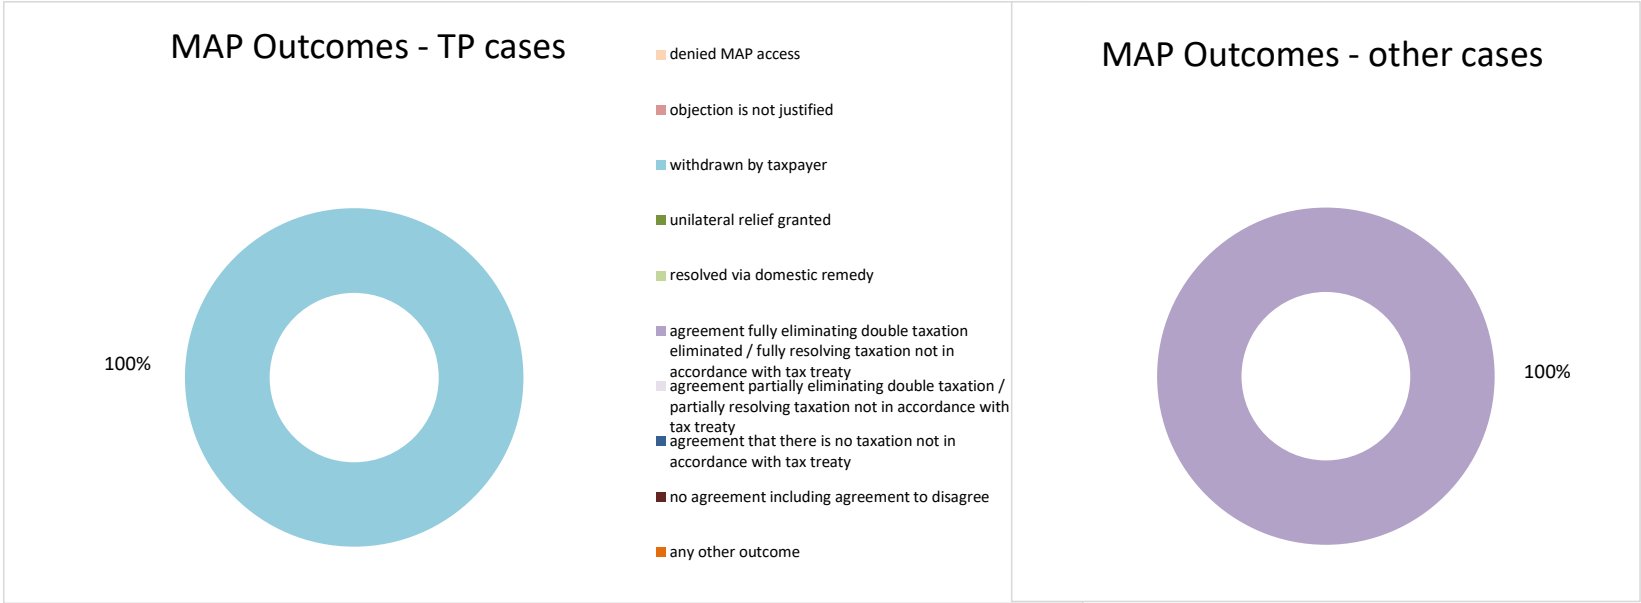 MAP Outcomes - TP cases
denied MAP access
objection is not justified
withdrawn by taxpayer
unilateral relief granted
resolved via domestic remedy
agreement fully eliminating double taxation
eliminated / fully resolving taxation not in
accordance with tax treaty
agreement partially eliminating double taxation /
partially resolving taxation not in accordance with
tax treaty
agreement that there is no taxation not in
accordance with tax treaty
no agreement including agreement to disagree
any other outcome
100%
MAP Outcomes - other cases
100%